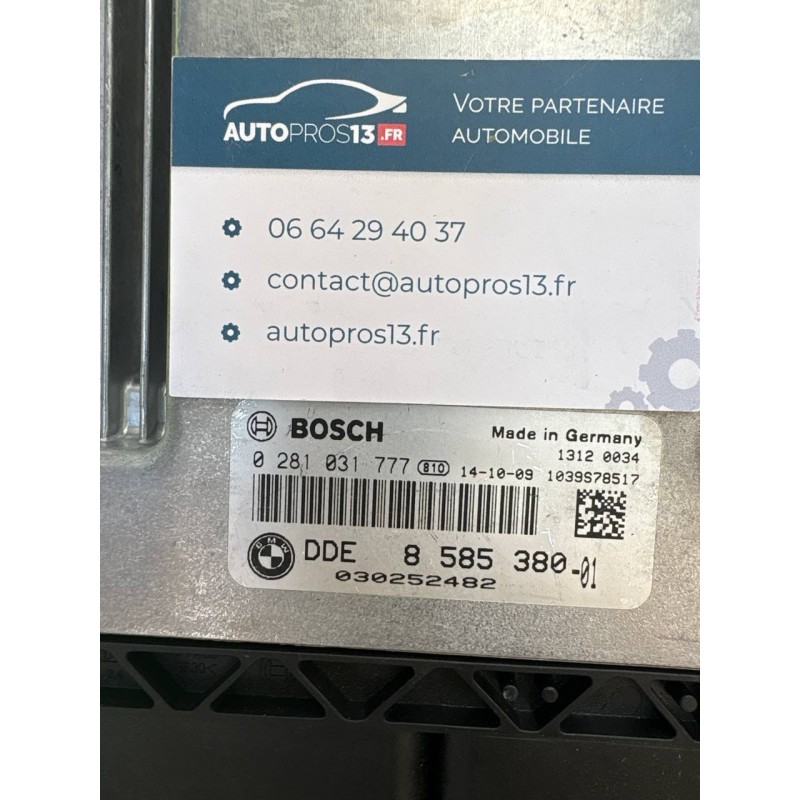 AUTOPROS13.FR
VOTRE PARTENAIRE
AUTOMOBILE
06 64 29 40 37
contact@autopros13.fr
autopros13.fr
BOSCH
Made in Germany
1312 0034
0 281 031 777 810 14-10-09 1039S78517
BMW DDE 8 585 380-01
030252482